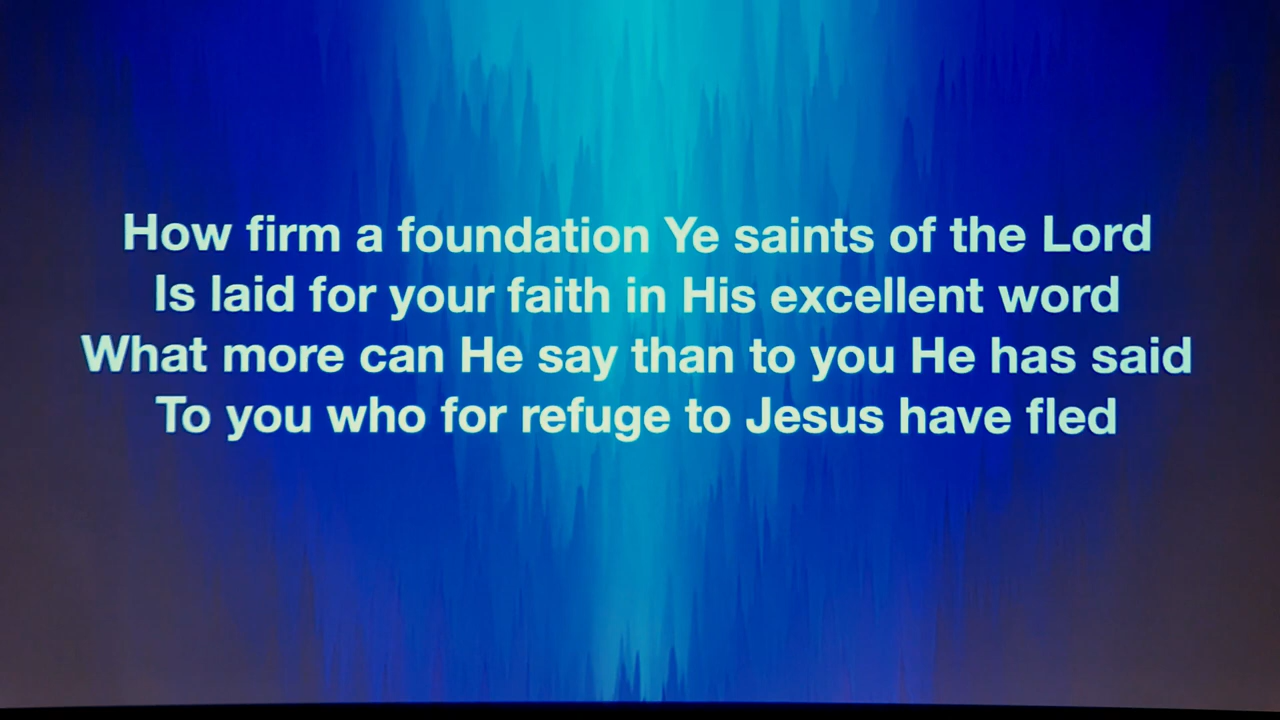 How firm a foundation Ye saints of the Lord
Is laid for your faith in His excellent word
What more can He say than to you He has said
To you who for refuge to Jesus have fled